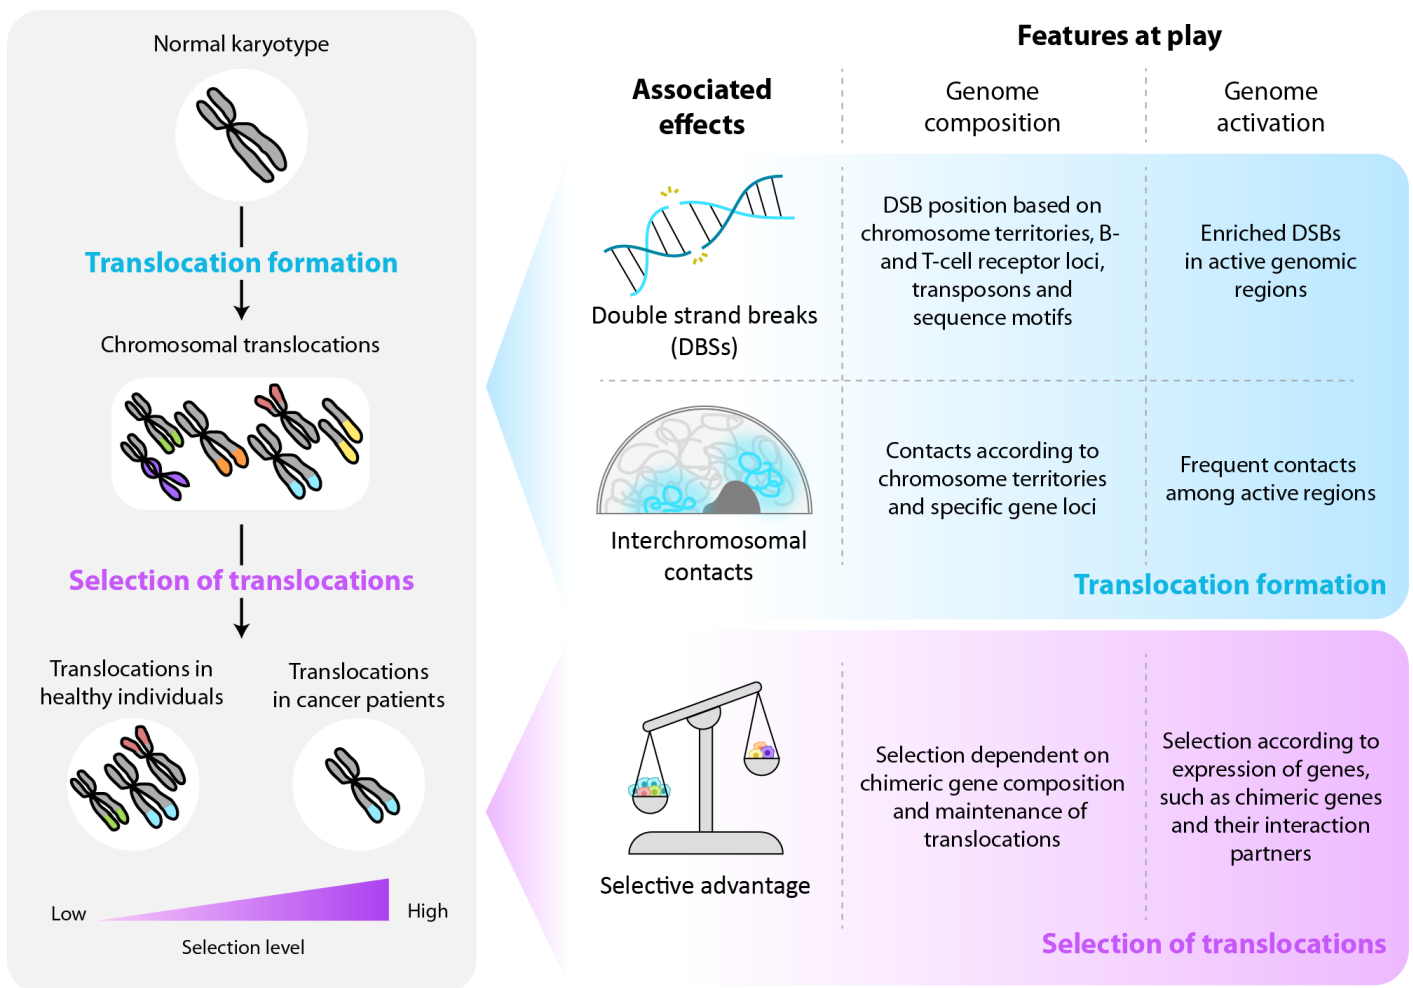 Normal karyotype
Translocation formation
Chromosomal translocations
Selection of translocations
Translocations in
healthy individuals
Translocations
in cancer patients
Low
High
Selection level
Features at play
Associated
effects
Genome
composition
Genome
activation
Double strand breaks
(DBSs)
DSB position based on
chromosome territories, B-
and T-cell receptor loci,
transposons and
sequence motifs
Enriched DSBs
in active genomic
regions
Interchromosomal
contacts
Contacts according to
chromosome territories
and specific gene loci
Frequent contacts
among active regions
Translocation formation
Selective advantage
Selection dependent on
chimeric gene composition
and maintenance of
translocations
Selection according to
expression of genes,
such as chimeric genes
and their interaction
partners
Selection of translocations